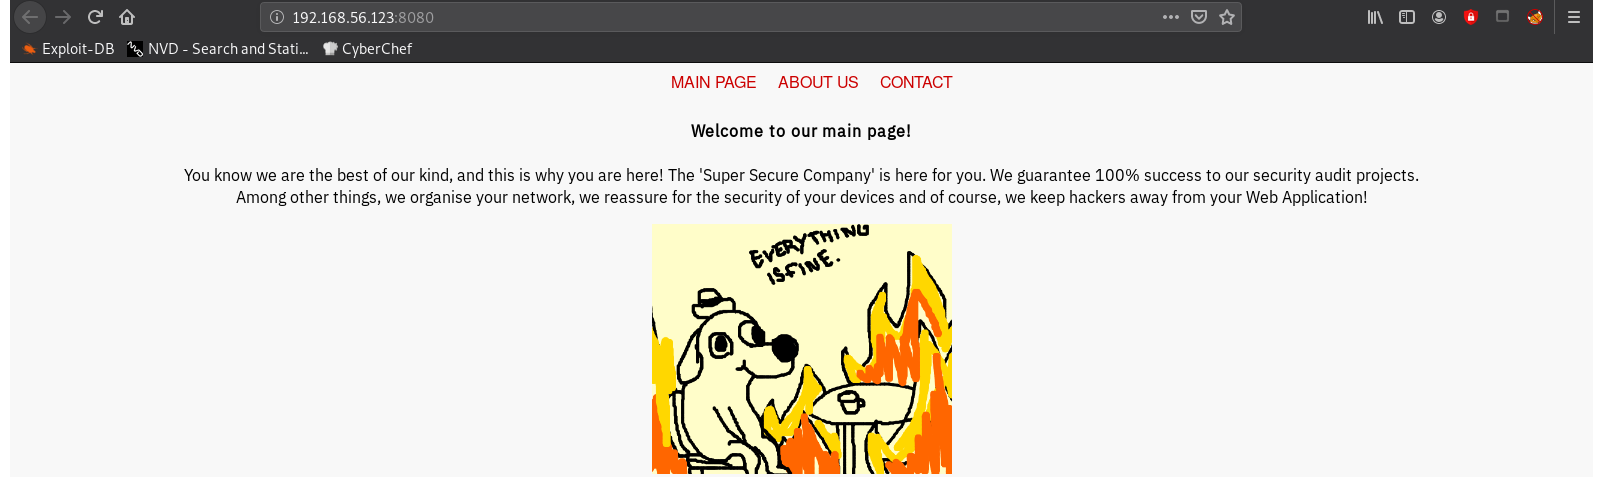 192.168.56.123:8080
Exploit-DB NVD - Search and Stati... CyberChef
MAIN PAGE ABOUT US CONTACT
Welcome to our main page!
You know we are the best of our kind, and this is why you are here! The 'Super Secure Company' is here for you. We guarantee 100% success to our security audit projects.
Among other things, we organise your network, we reassure for the security of your devices and of course, we keep hackers away from your Web Application!
EVERYTHING
IS FINE.